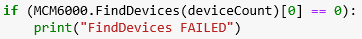 if (MCM6000.FindDevices(deviceCount)[0] == 0):
    print("FindDevices FAILED")